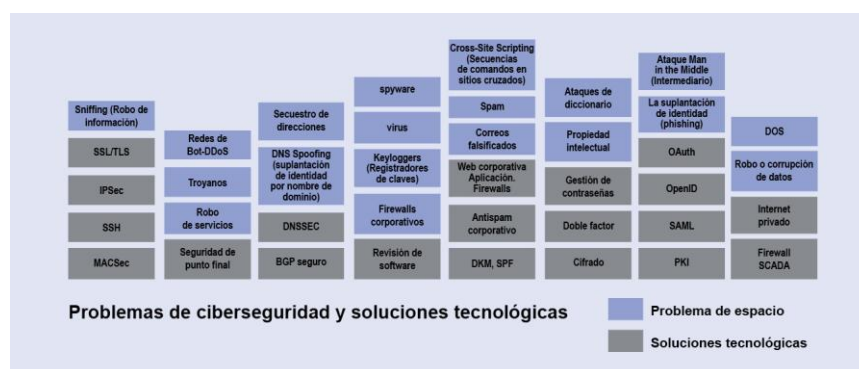 Sniffing (Robo de
información)
SSL/TLS
IPSec
SSH
MACSec
Redes de
Bot-DDoS
Troyanos
Robo
de servicios
Seguridad de
punto final
Secuestro de
direcciones
DNS Spoofing
(suplantación
de identidad
por nombre de
dominio)
DNSSEC
BGP seguro
spyware
virus
Keyloggers
(Registradores
de claves)
Firewalls
corporativos
Revisión de
software
Cross-Site Scripting
(Secuencias
de comandos en
sitios cruzados)
Spam
Correos
falsificados
Web corporativa
Aplicación.
Firewalls
Antispam
corporativo
DKM, SPF
Ataques de
diccionario
Propiedad
intelectual
Gestión de
contraseñas
Doble factor
Cifrado
Ataque Man
in the Middle
(Intermediario)
La suplantación
de identidad
(phishing)
OAuth
OpenID
SAML
PKI
DOS
Robo o corrupción
de datos
Internet
privado
Firewall
SCADA
Problemas de ciberseguridad y soluciones tecnológicas
Problema de espacio
Soluciones tecnológicas